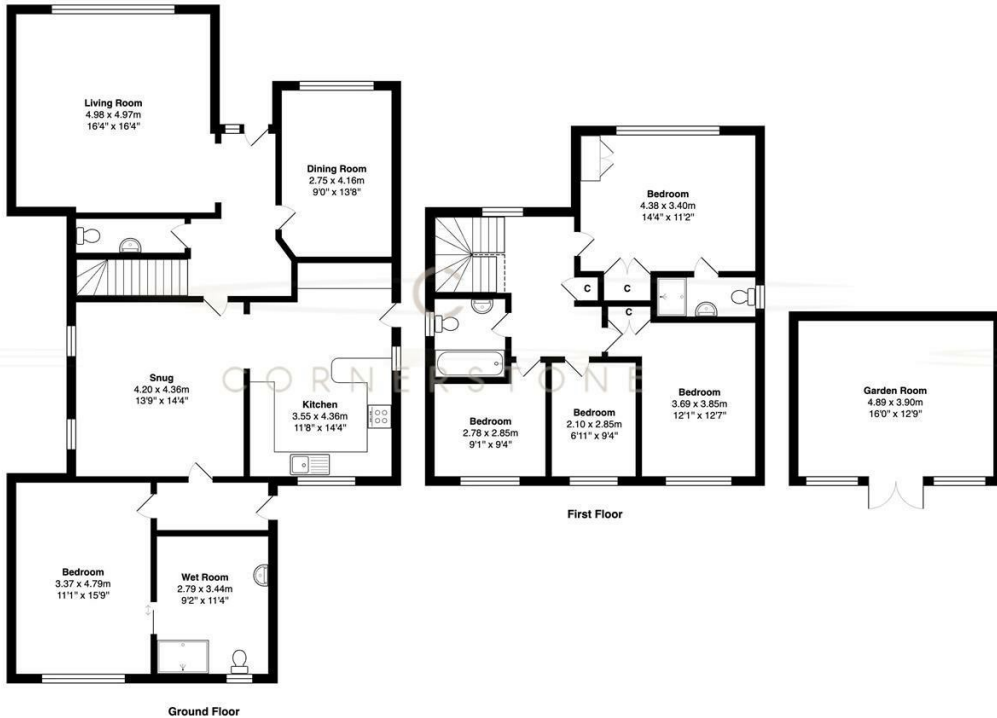 Living Room
4.98 x 4.97m
16'4" x 16'4"
Dining Room
2.75 x 4.16m
9'0" x 13'8"
Snug
4.20 x 4.36m
13'9" x 14'4"
Kitchen
3.55 x 4.36m
11'8" x 14'4"
Bedroom
3.37 x 4.79m
11'1" x 15'9"
Wet Room
2.79 x 3.44m
9'2" x 11'4"
Ground Floor
Bedroom
4.38 x 3.40m
14'4" x 11'2"
C
C
C
Bedroom
2.78 x 2.85m
9'1" x 9'4"
Bedroom
2.10 x 2.85m
6'11" x 9'4"
Bedroom
3.69 x 3.85m
12'1" x 12'7"
First Floor
Garden Room
4.89 x 3.90m
16'0" x 12'9"
C
CORNERSTONE